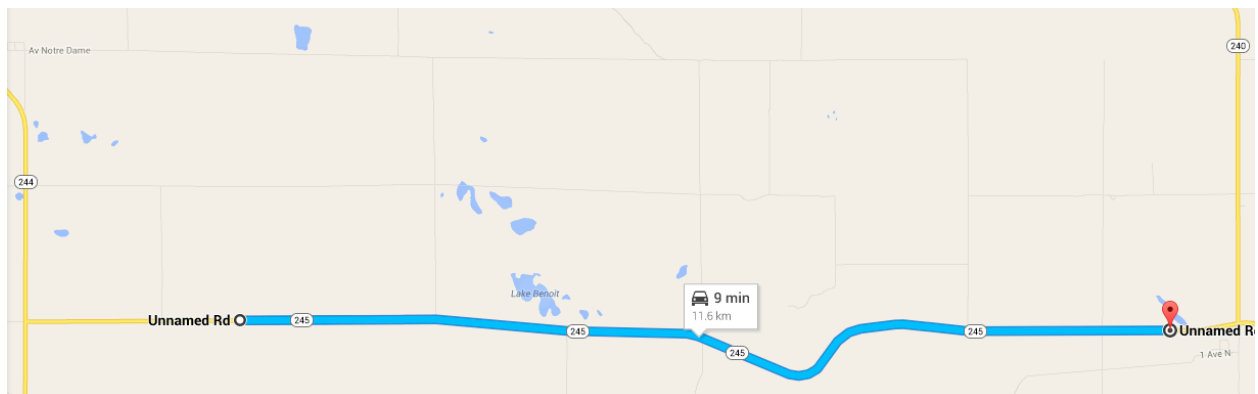 Av Notre Dame
240
244
Lake Benoit
9 min
11.6 km
Unnamed Rd
245
245
245
245
Unnamed R
1 Ave N